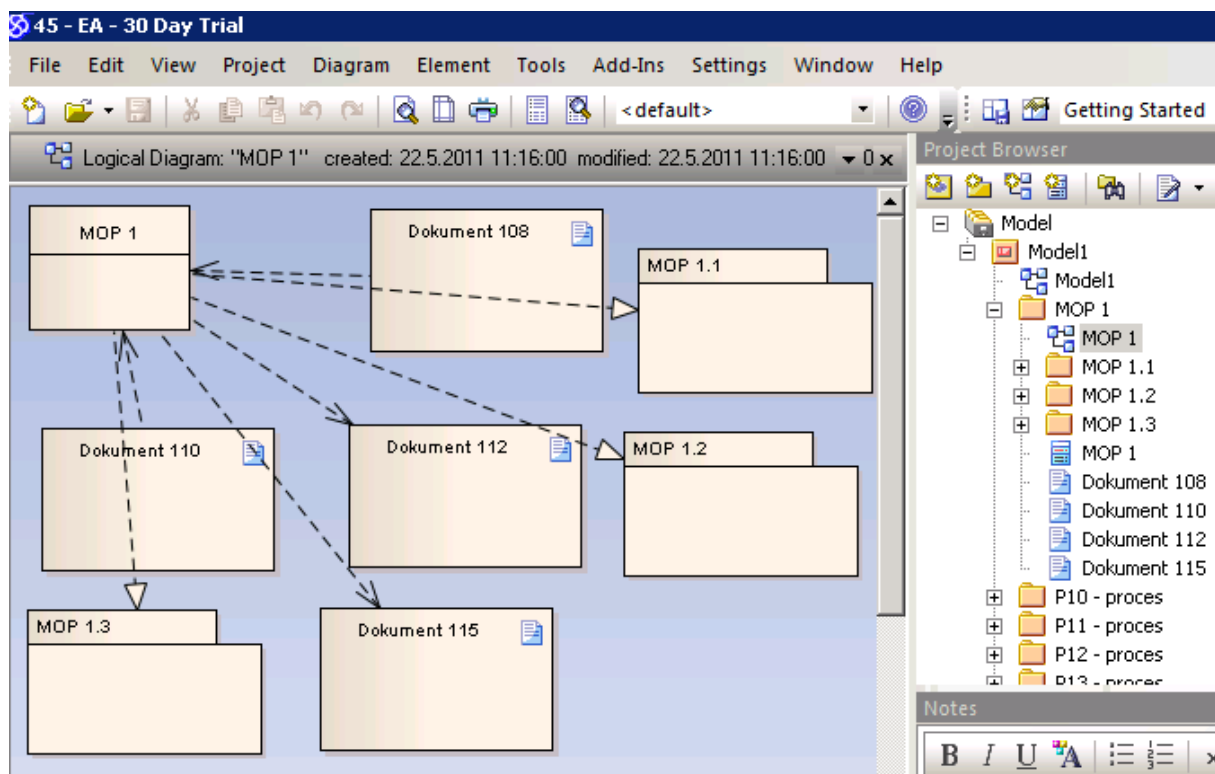 45 - EA - 30 Day Trial
File Edit View Project Diagram Element Tools Add-Ins Settings Window Help
<default> Getting Started
Logical Diagram: "MOP 1" created: 22.5.2011 11:16:00 modified: 22.5.2011 11:16:00 0 x
MOP 1
Dokument 108
MOP 1.1
Dokument 110
Dokument 112
MOP 1.2
MOP 1.3
Dokument 115
Project Browser
Model
Model1
Model1
MOP 1
MOP 1
MOP 1.1
MOP 1.2
MOP 1.3
MOP 1
Dokument 108
Dokument 110
Dokument 112
Dokument 115
P10 - proces
P11 - proces
P12 - proces
P13 - proces
Notes
B I U A